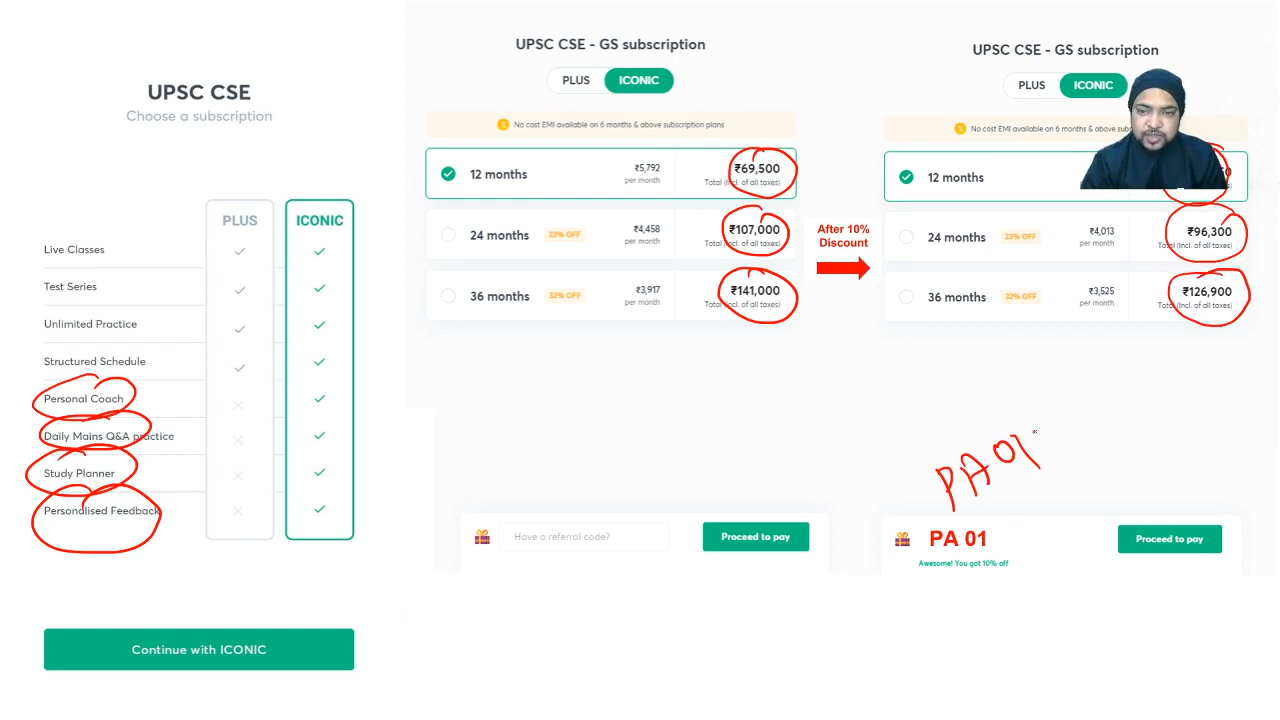 UPSC CSE
Choose a subscription
PLUS
ICONIC
Live Classes
Test Series
Unlimited Practice
Structured Schedule
Personal Coach
Daily Mains Q&A practice
Study Planner
Personalised Feedback
Continue with ICONIC
UPSC CSE - GS subscription
PLUS
ICONIC
No cost EMI available on 6 months & above subscription plans
12 months
₹5,792
per month
₹69,500
Total (Incl. of all taxes)
24 months
23% OFF
₹4,458
per month
₹107,000
Total (Incl. of all taxes)
36 months
32% OFF
₹3,917
per month
₹141,000
Total (Incl. of all taxes)
Have a referral code?
Proceed to pay
After 10%
Discount
UPSC CSE - GS subscription
PLUS
ICONIC
No cost EMI available on 6 months & above
12 months
24 months
23% OFF
₹4,013
per month
₹96,300
Total (Incl. of all taxes)
36 months
32% OFF
₹3,525
per month
₹126,900
Total (Incl. of all taxes)
PA01
PA 01
Awesome! You got 10% off
Proceed to pay